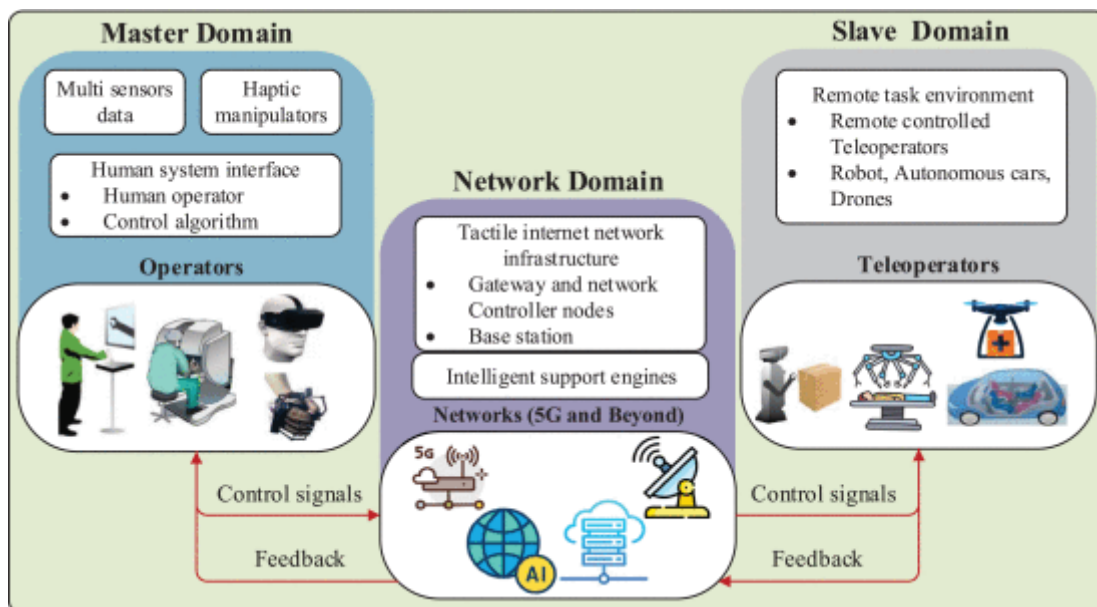 Master Domain
Multi sensors
data
Haptic
manipulators
Human system interface
• Human operator
• Control algorithm
Operators
Network Domain
Tactile internet network
infrastructure
• Gateway and network
Controller nodes
• Base station
Intelligent support engines
Networks (5G and Beyond)
5G
AI
Slave Domain
Remote task environment
• Remote controlled
Teleoperators
• Robot, Autonomous cars,
Drones
Teleoperators
Control signals
Feedback
Control signals
Feedback